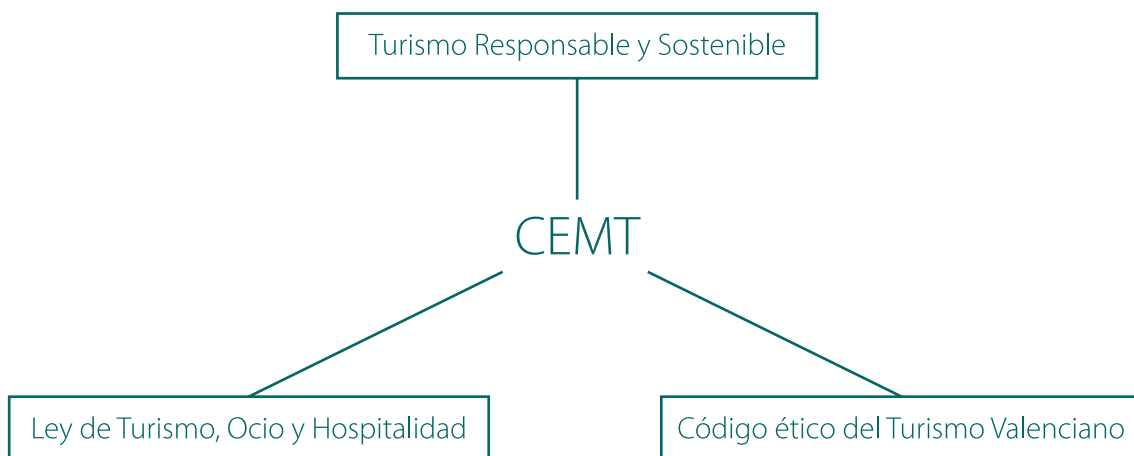 Turismo Responsable y Sostenible
CEMT
Ley de Turismo, Ocio y Hospitalidad
Código ético del Turismo Valenciano